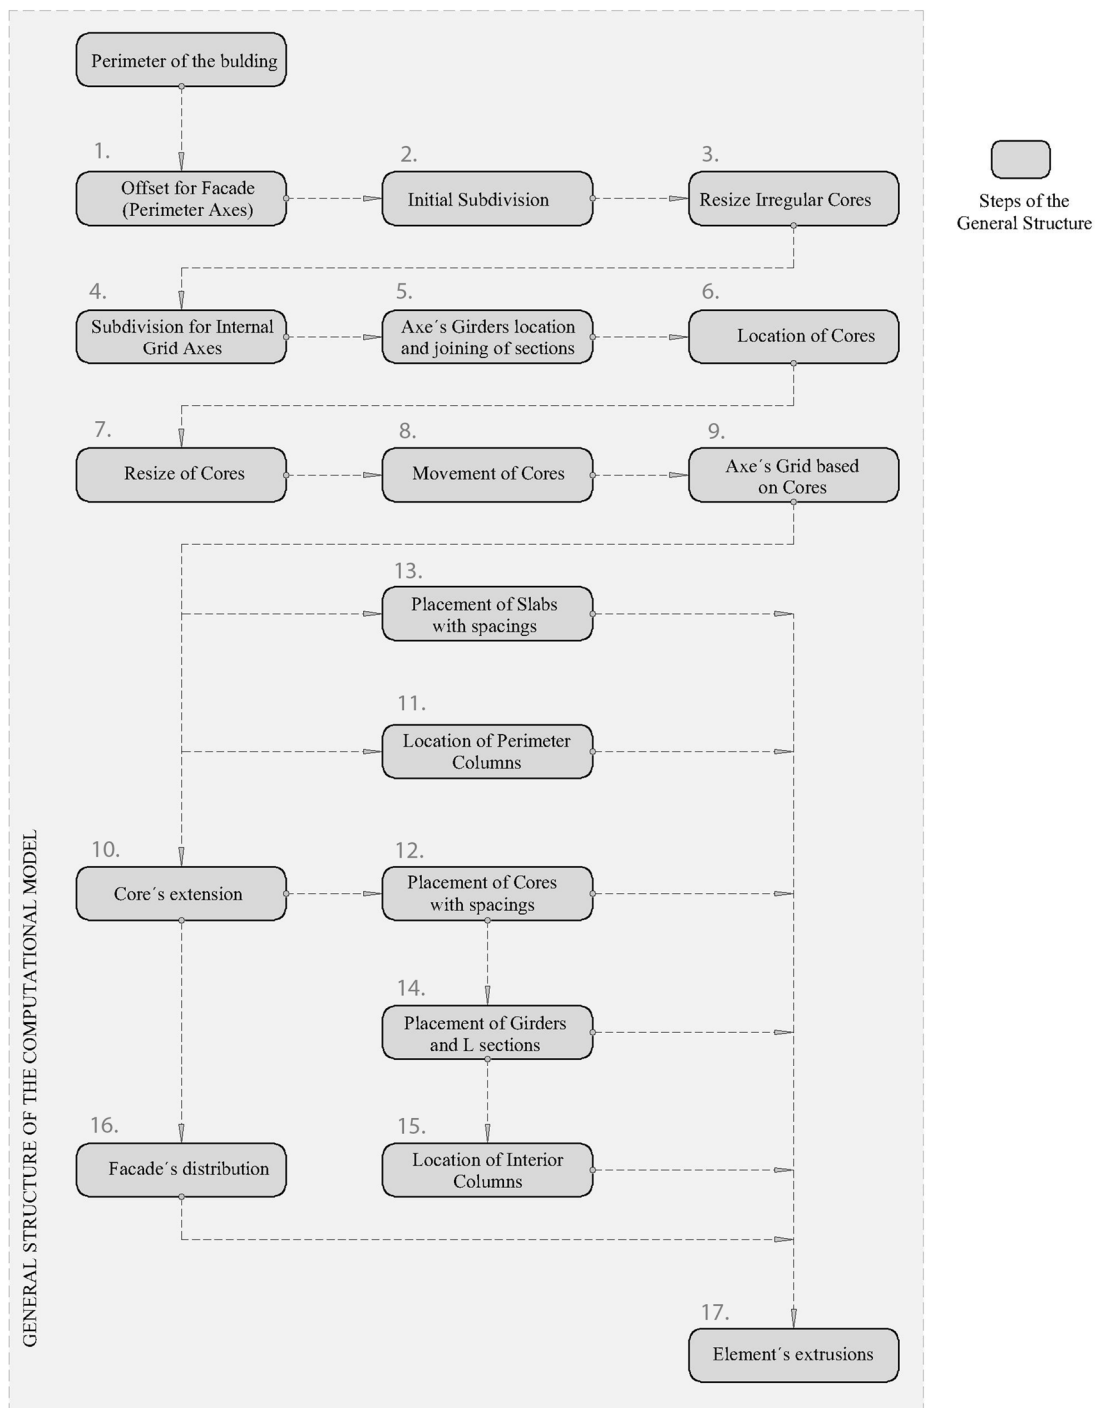 Perimeter of the bulding
1.
Offset for Facade
(Perimeter Axes)
2.
Initial Subdivision
3.
Resize Irregular Cores
Steps of the
General Structure
4.
Subdivision for Internal
Grid Axes
5.
Axe´s Girders location
and joining of sections
6.
Location of Cores
7.
Resize of Cores
8.
Movement of Cores
9.
Axe´s Grid based
on Cores
13.
Placement of Slabs
with spacings
11.
Location of Perimeter
Columns
10.
Core´s extension
12.
Placement of Cores
with spacings
14.
Placement of Girders
and L sections
16.
Facade´s distribution
15.
Location of Interior
Columns
17.
Element´s extrusions
GENERAL STRUCTURE OF THE COMPUTATIONAL MODEL